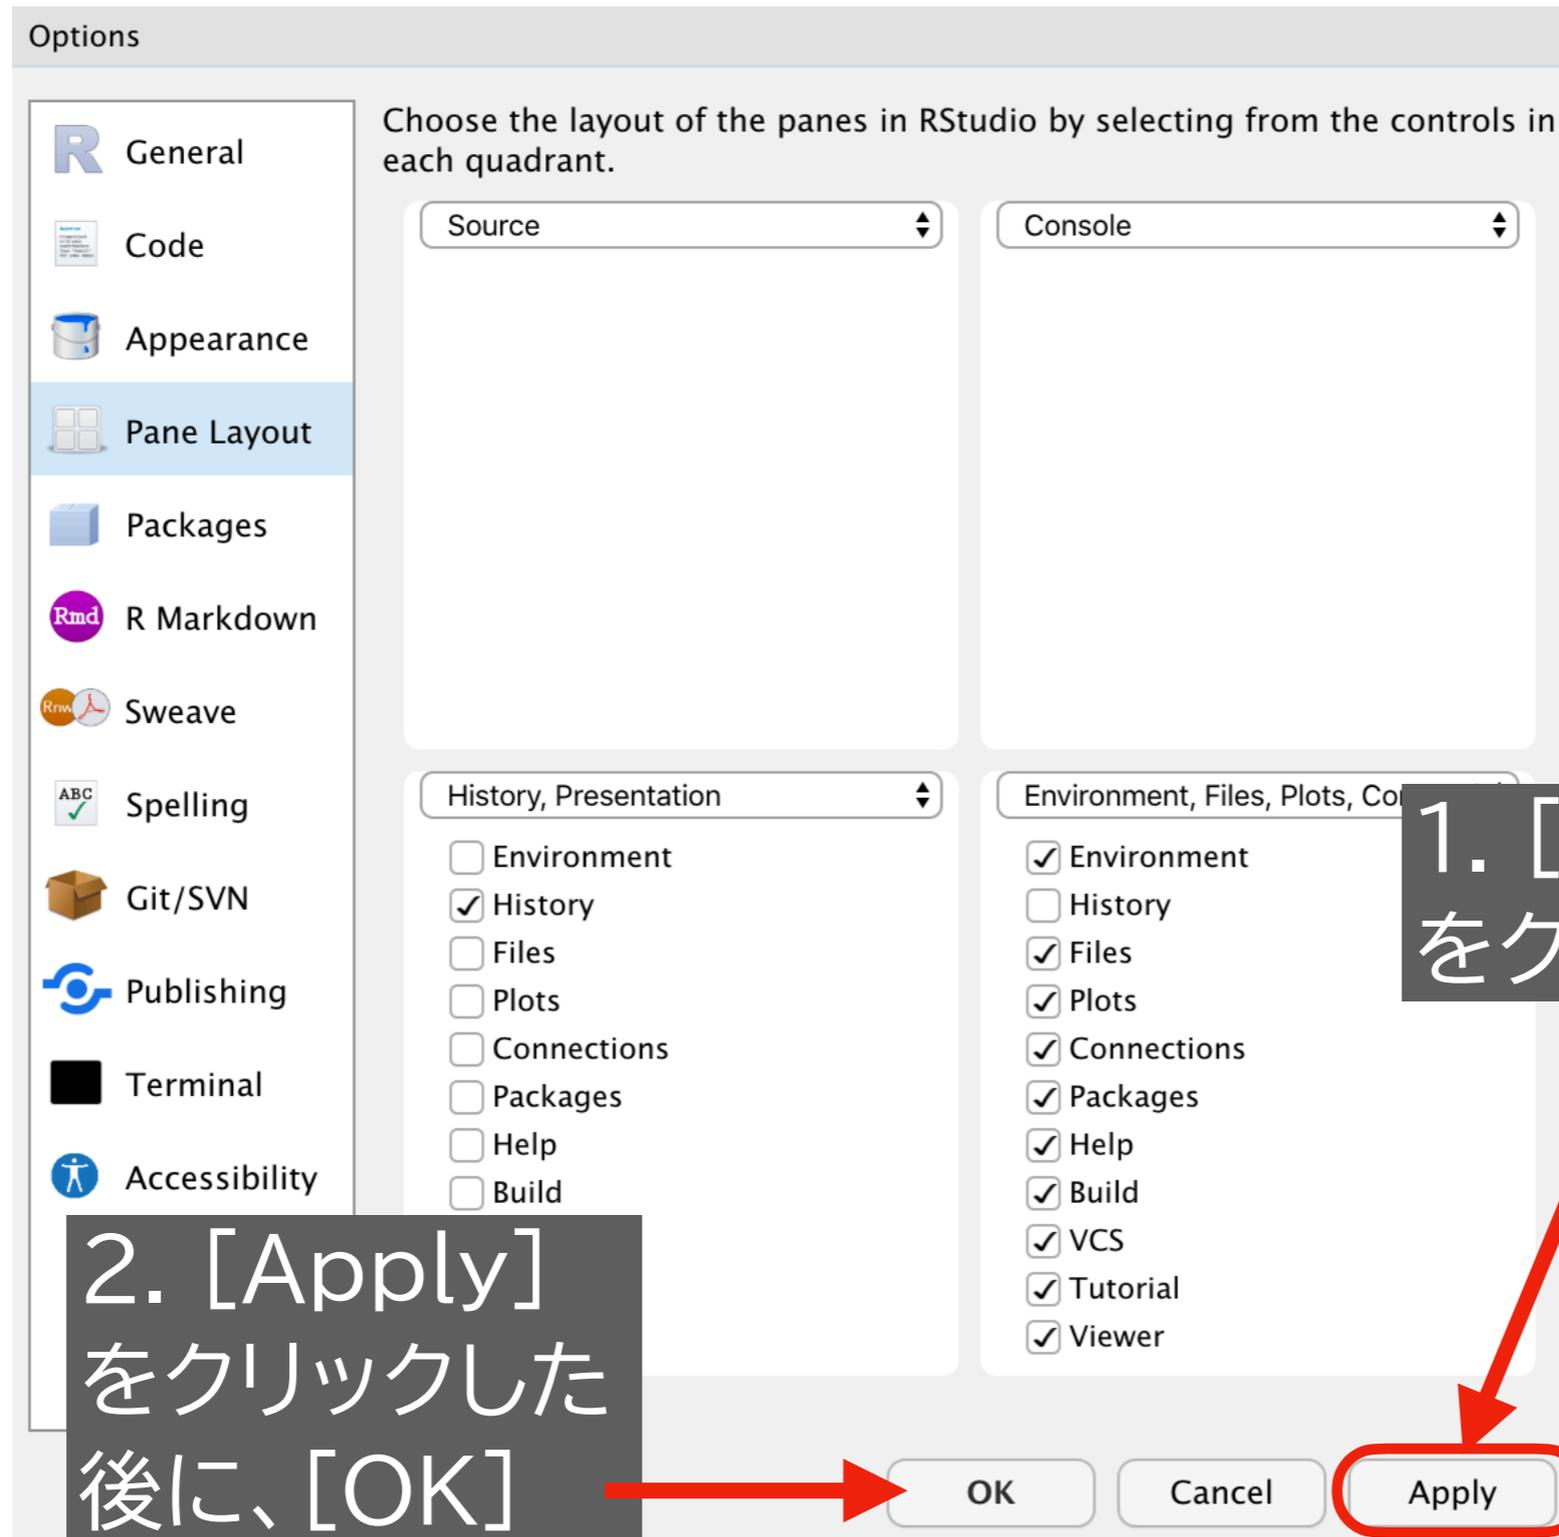 Options
Choose the layout of the panes in RStudio by selecting from the controls in
each quadrant.
General
Code
Appearance
Pane Layout
Packages
Rmd
R Markdown
Rnw
Sweave
ABC
Spelling
Git/SVN
Publishing
Terminal
Accessibility
Source
Console
History, Presentation
Environment
History
Files
Plots
Connections
Packages
Help
Build
Environment, Files, Plots, Co
Environment
History
Files
Plots
Connections
Packages
Help
Build
VCS
Tutorial
Viewer
1. [
をク
2. [Apply]
をクリックした
後に、[OK]
OK
Cancel
Apply